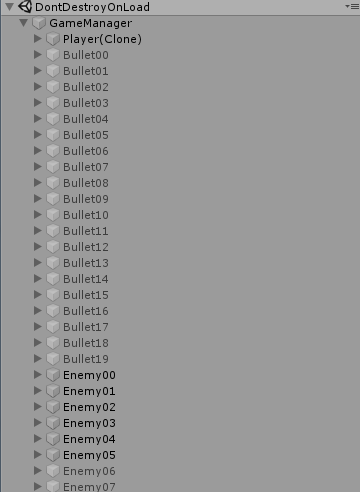 DontDestroyOnLoad
GameManager
Player(Clone)
Bullet00
Bullet01
Bullet02
Bullet03
Bullet04
Bullet05
Bullet06
Bullet07
Bullet08
Bullet09
Bullet10
Bullet11
Bullet12
Bullet13
Bullet14
Bullet15
Bullet16
Bullet17
Bullet18
Bullet19
Enemy00
Enemy01
Enemy02
Enemy03
Enemy04
Enemy05
Enemy06
Enemy07